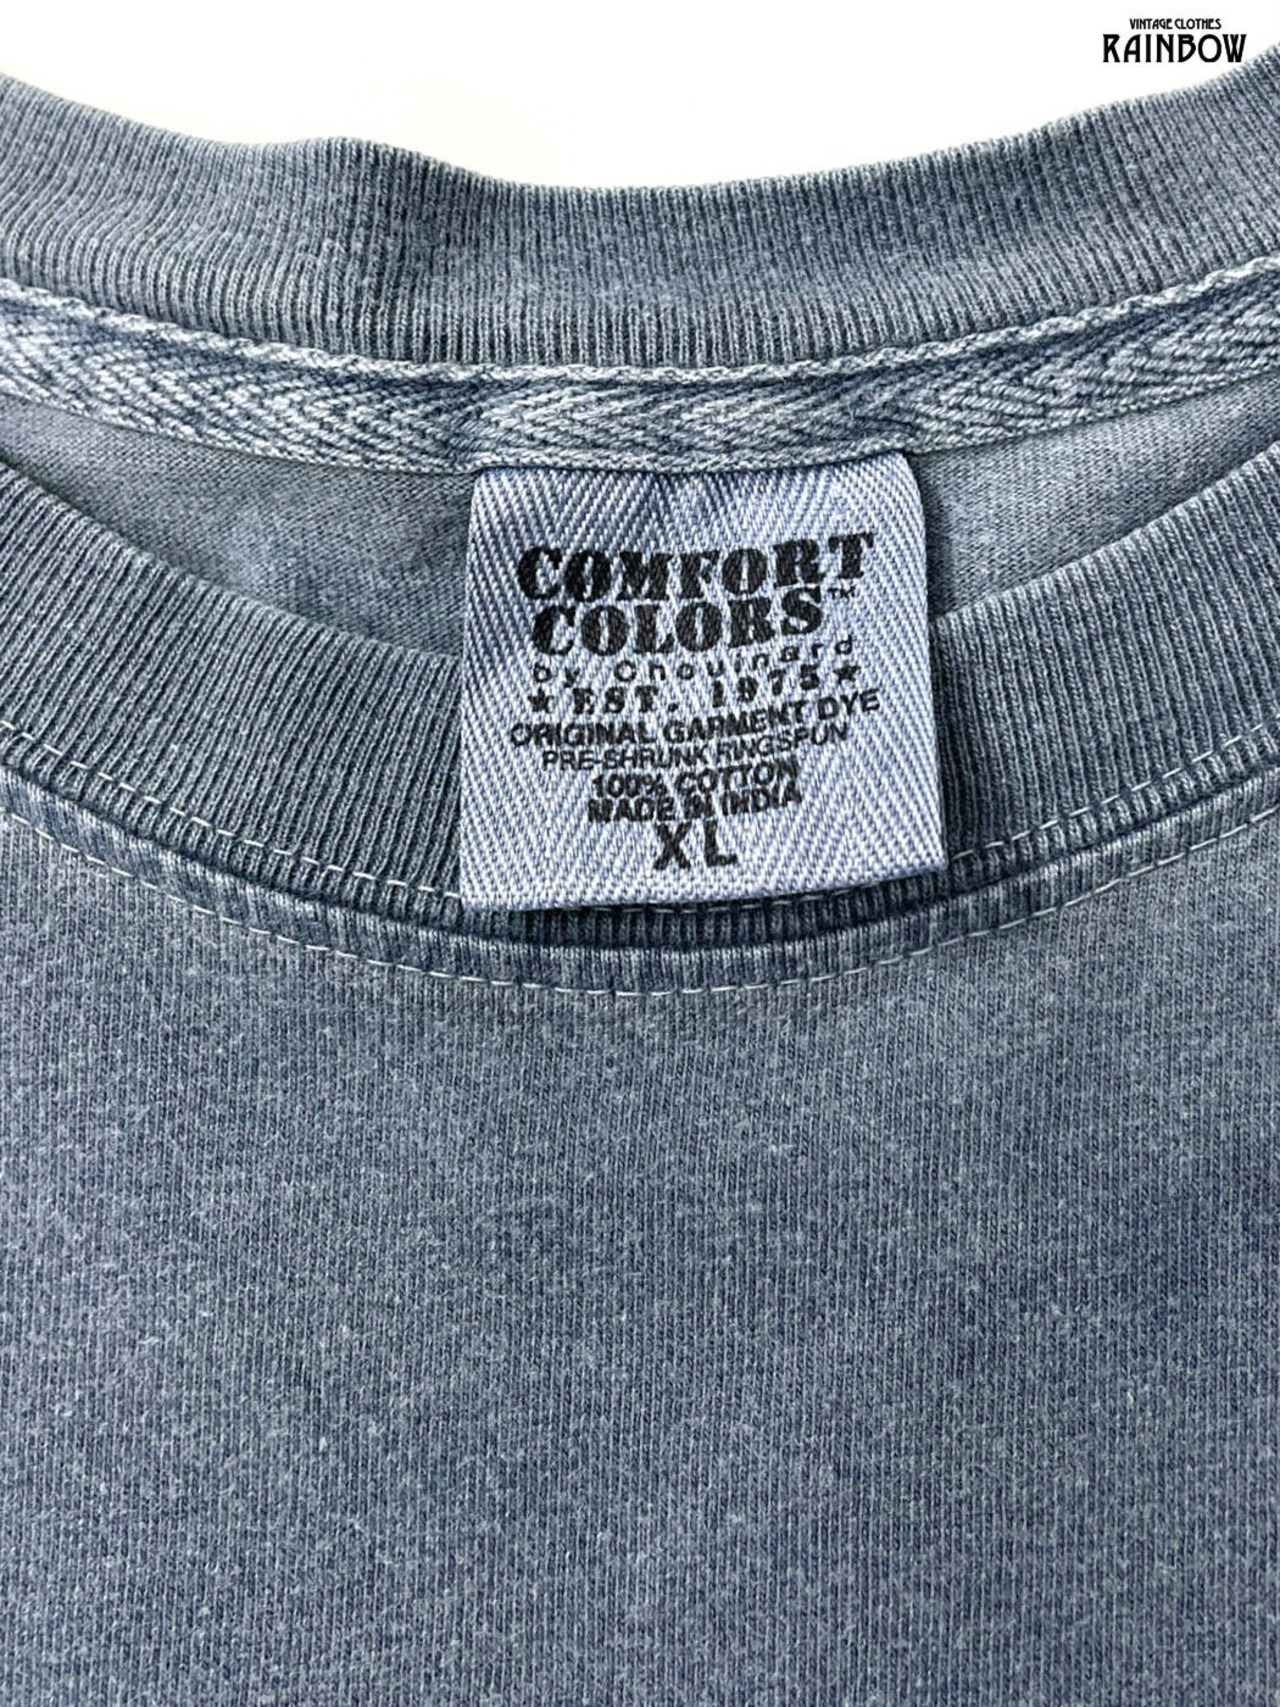 VINTAGE CLOTHES
RAINBOW
COMFORT
COLORS™
by Chouinard
★ EST. 1975 ★
ORIGINAL GARMENT DYE
PRE-SHRUNK RINGSPUN
100% COTTON
MADE IN INDIA
XL